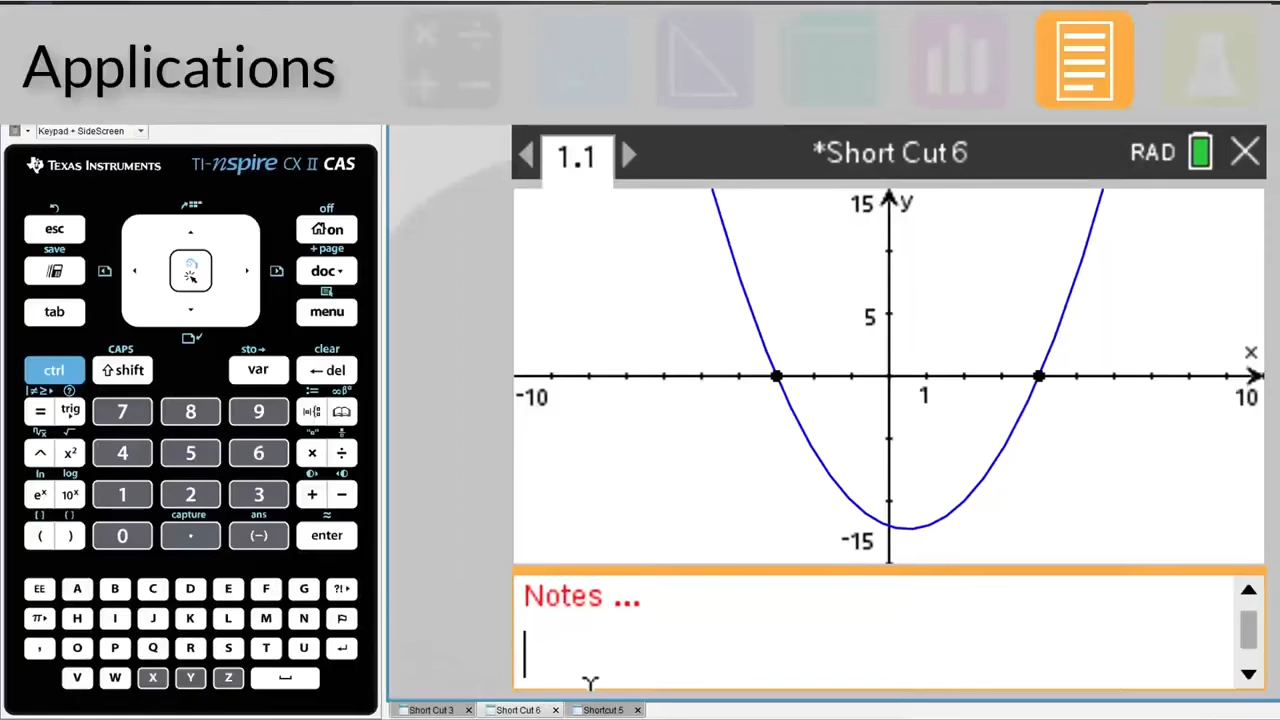 Applications
Keypad + SideScreen
TEXAS INSTRUMENTS TI-nspire CX II CAS
esc
save
off
on
+ page
doc
tab
menu
CAPS
sto→
clear
ctrl
shift
var
← del
= trig 7 8 9
^ x² 4 5 6 × ÷
ln log
eˣ 10ˣ 1 2 3 + −
[ ] { } capture ans ≈
( ) 0 . (−) enter
EE A B C D E F G ?!▸
π▸ H I J K L M N
, O P Q R S T U ↵
V W X Y Z
1.1 *Short Cut 6 RAD
15 y
5
x
-10 1 10
-15
Notes ...
Short Cut 3 Short Cut 6 Shortcut 5